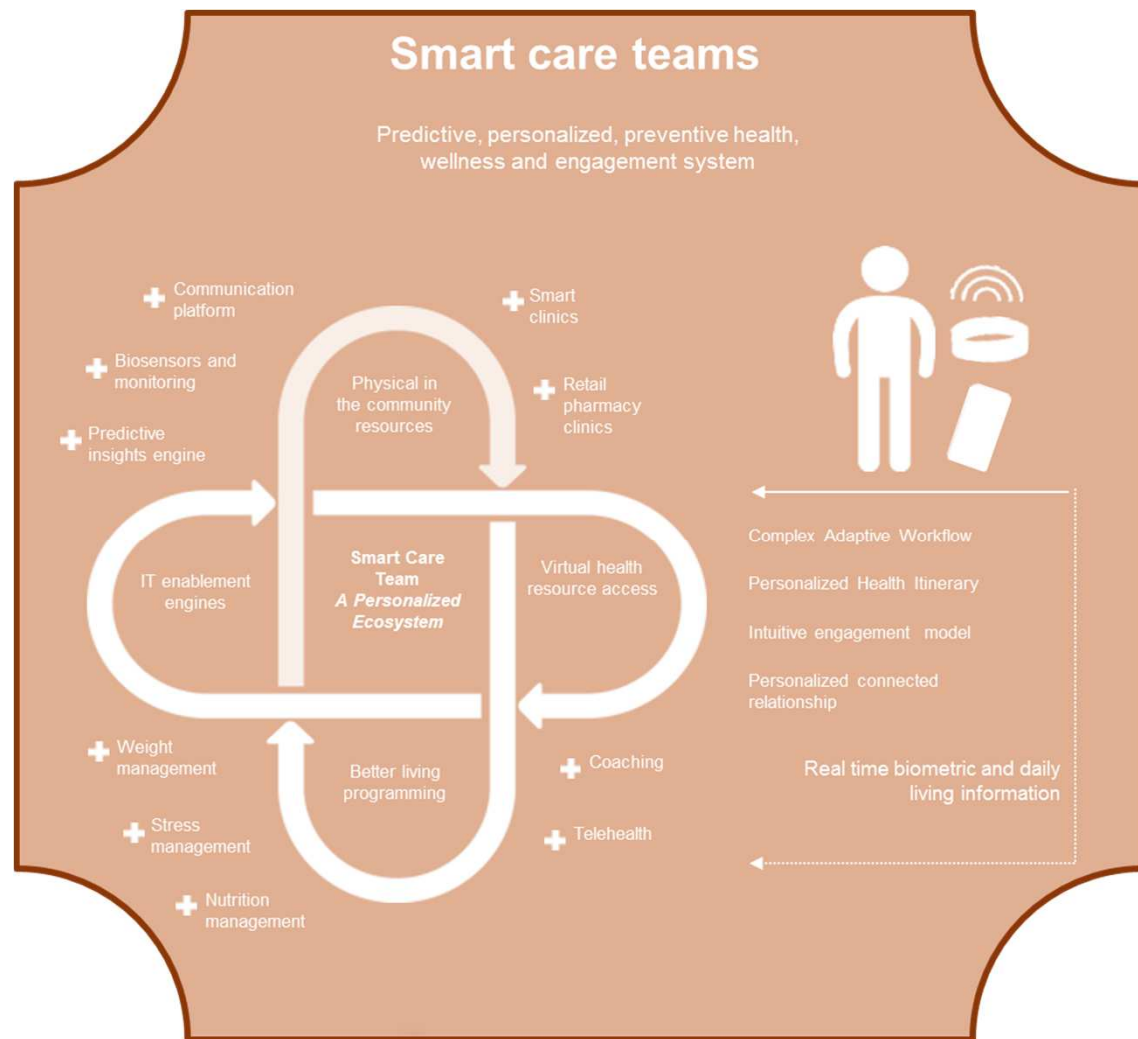 Smart care teams
Predictive, personalized, preventive health,
wellness and engagement system
Communication
platform
Biosensors and
monitoring
Predictive
insights engine
Smart
clinics
Retail
pharmacy
clinics
Physical in
the community
resources
IT enablement
engines
Smart Care
Team
A Personalized
Ecosystem
Virtual health
resource access
Better living
programming
Weight
management
Stress
management
Nutrition
management
Coaching
Telehealth
Complex Adaptive Workflow
Personalized Health Itinerary
Intuitive engagement model
Personalized connected
relationship
Real time biometric and daily
living information